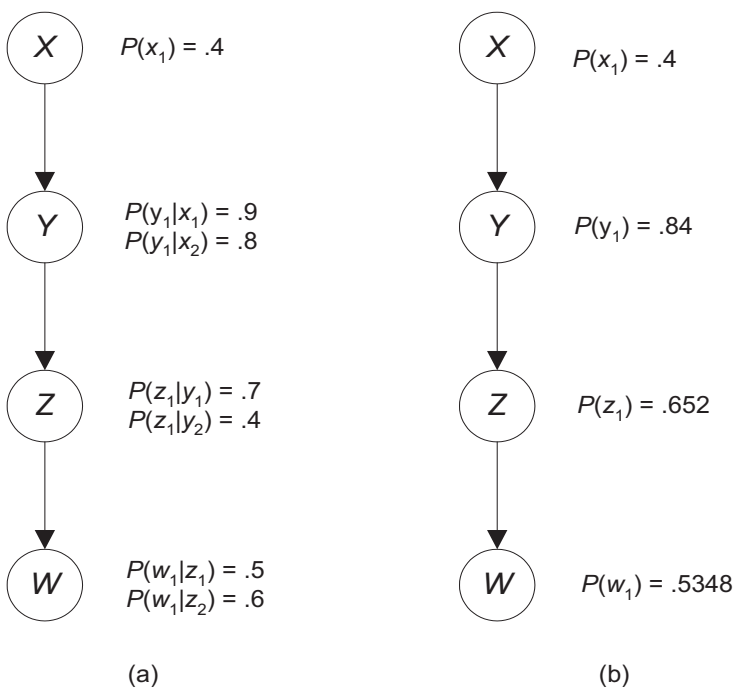 X
P(x₁) = .4
Y
P(y₁|x₁) = .9
P(y₁|x₂) = .8
Z
P(z₁|y₁) = .7
P(z₁|y₂) = .4
W
P(w₁|z₁) = .5
P(w₁|z₂) = .6
(a)
X
P(x₁) = .4
Y
P(y₁) = .84
Z
P(z₁) = .652
W
P(w₁) = .5348
(b)